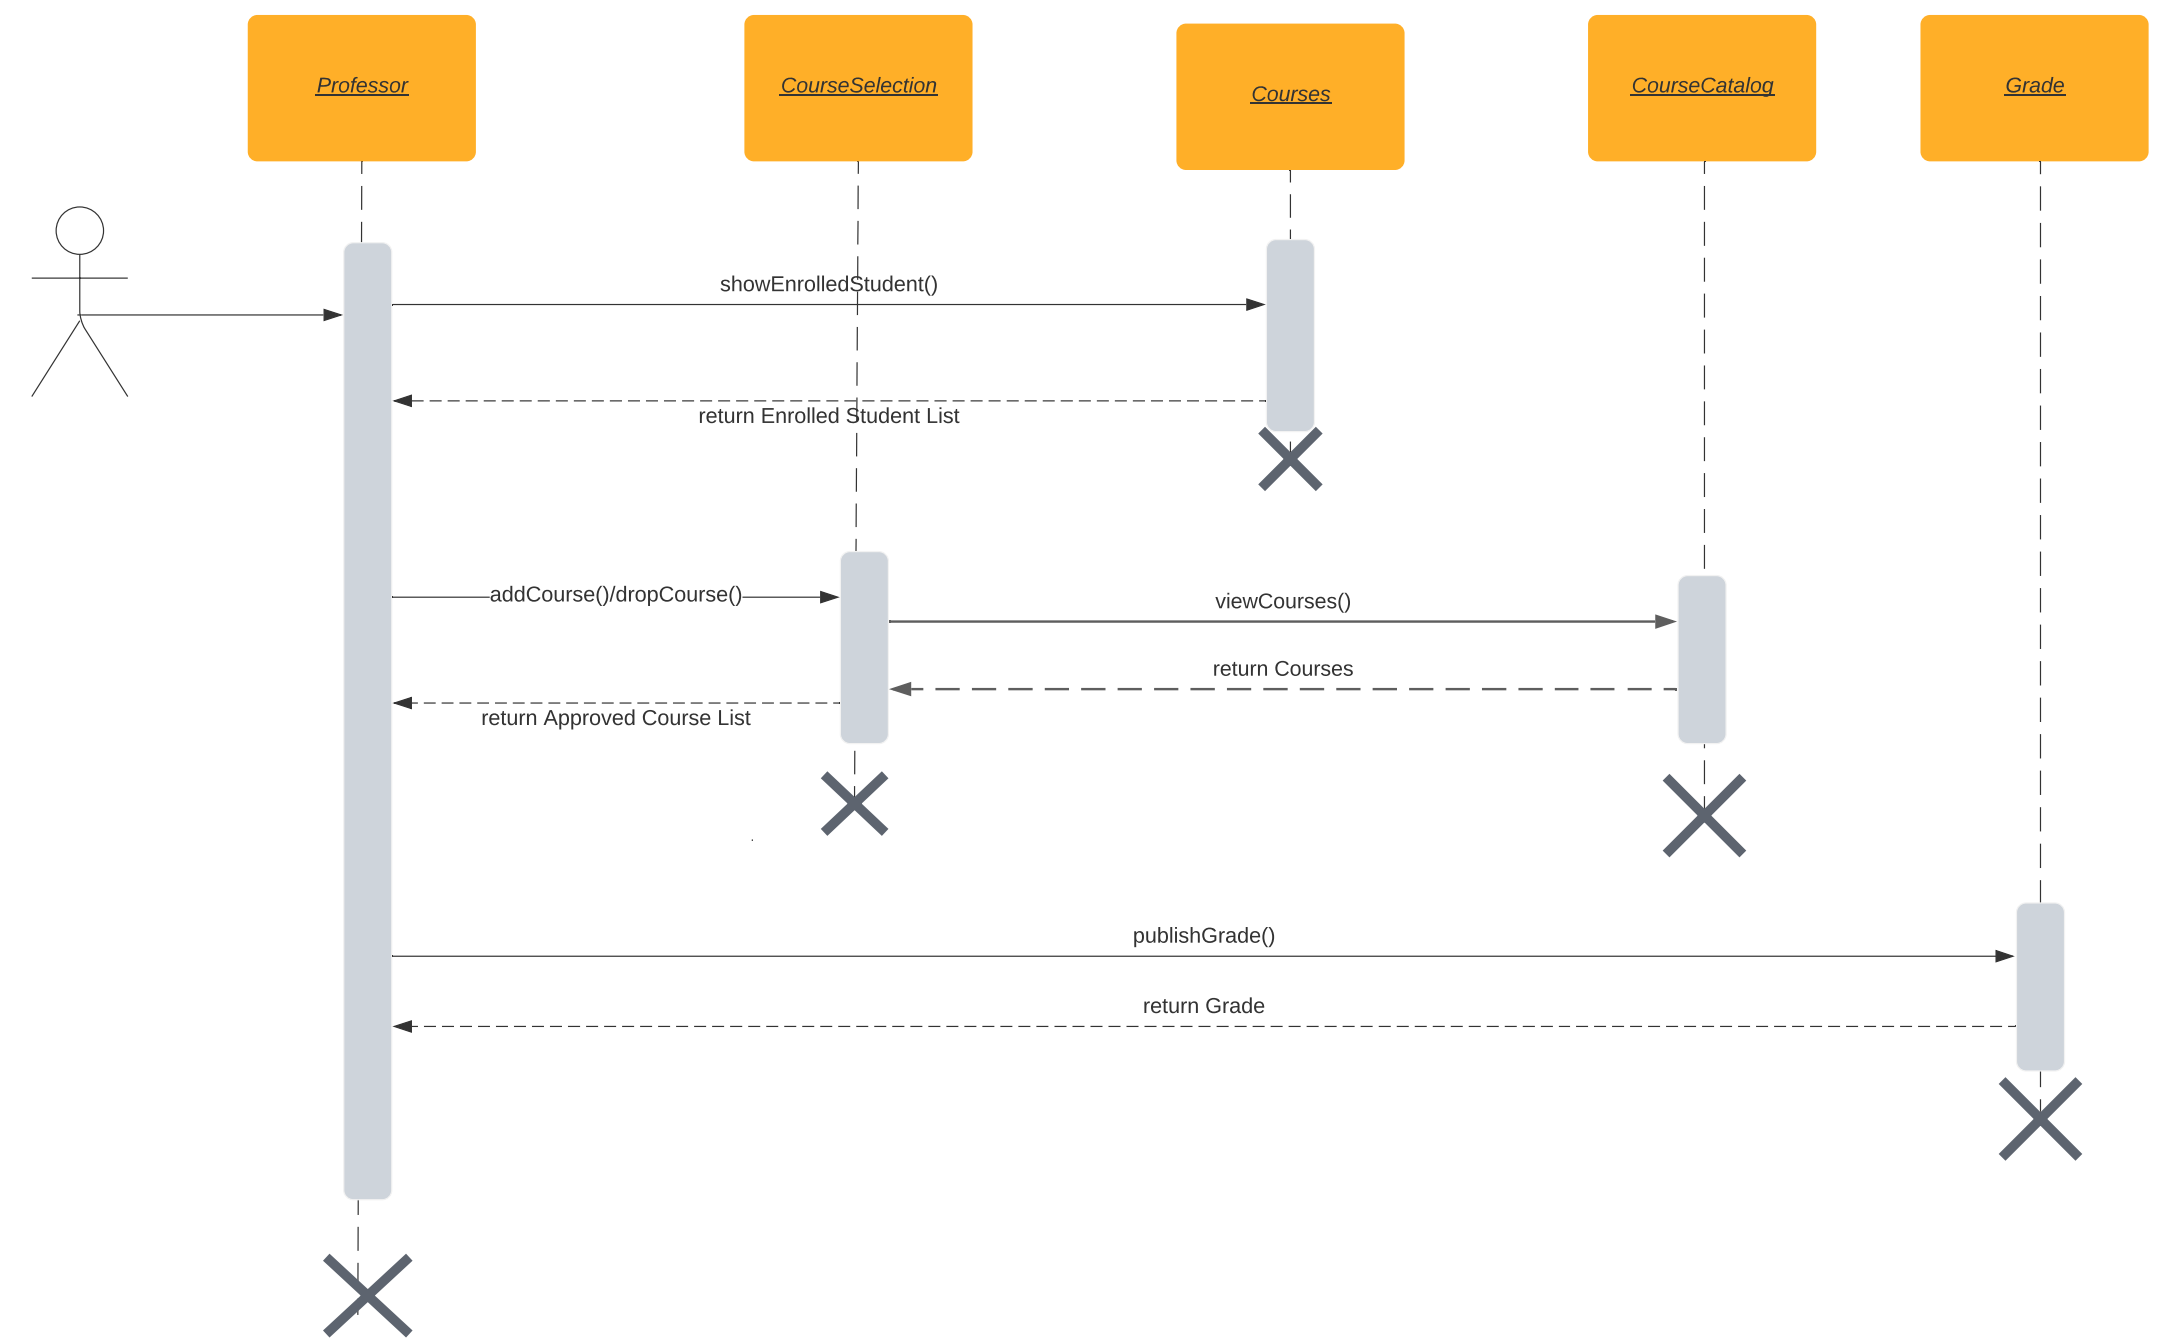 Professor
CourseSelection
Courses
CourseCatalog
Grade
showEnrolledStudent()
return Enrolled Student List
addCourse()/dropCourse()
viewCourses()
return Courses
return Approved Course List
publishGrade()
return Grade